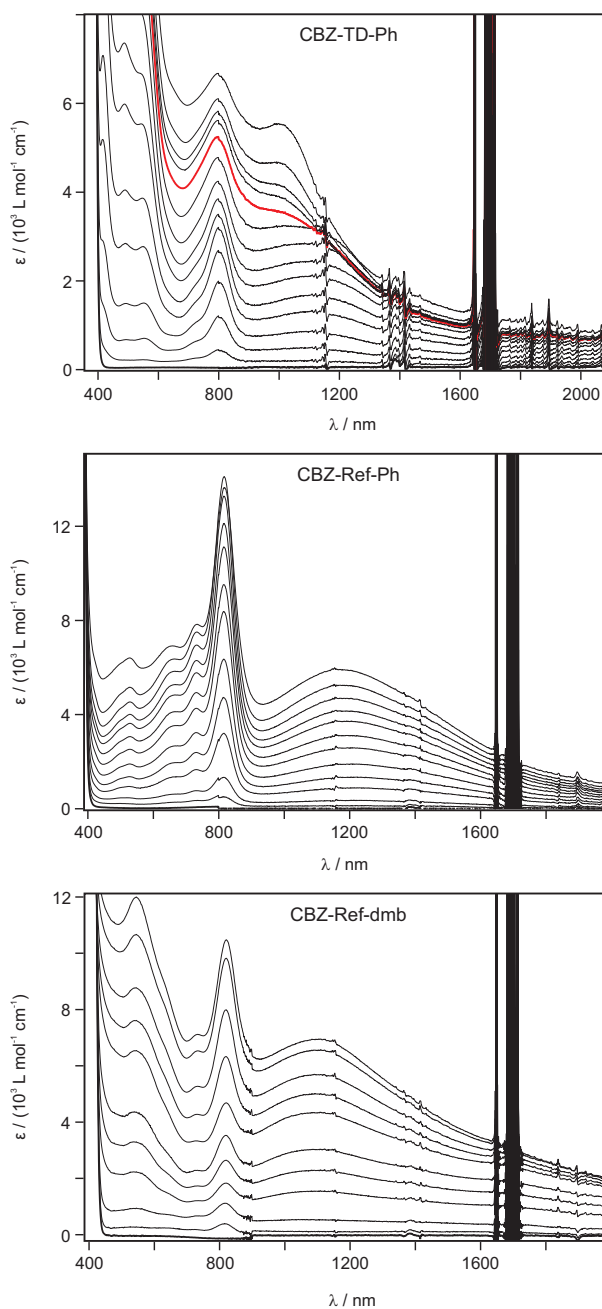 CBZ-TD-Ph
ε / (10³ L mol⁻¹ cm⁻¹)
6
4
2
0
400 800 1200 1600 2000
λ / nm
CBZ-Ref-Ph
ε / (10³ L mol⁻¹ cm⁻¹)
12
8
4
0
400 800 1200 1600
λ / nm
CBZ-Ref-dmb
ε / (10³ L mol⁻¹ cm⁻¹)
12
8
4
0
400 800 1200 1600
λ / nm